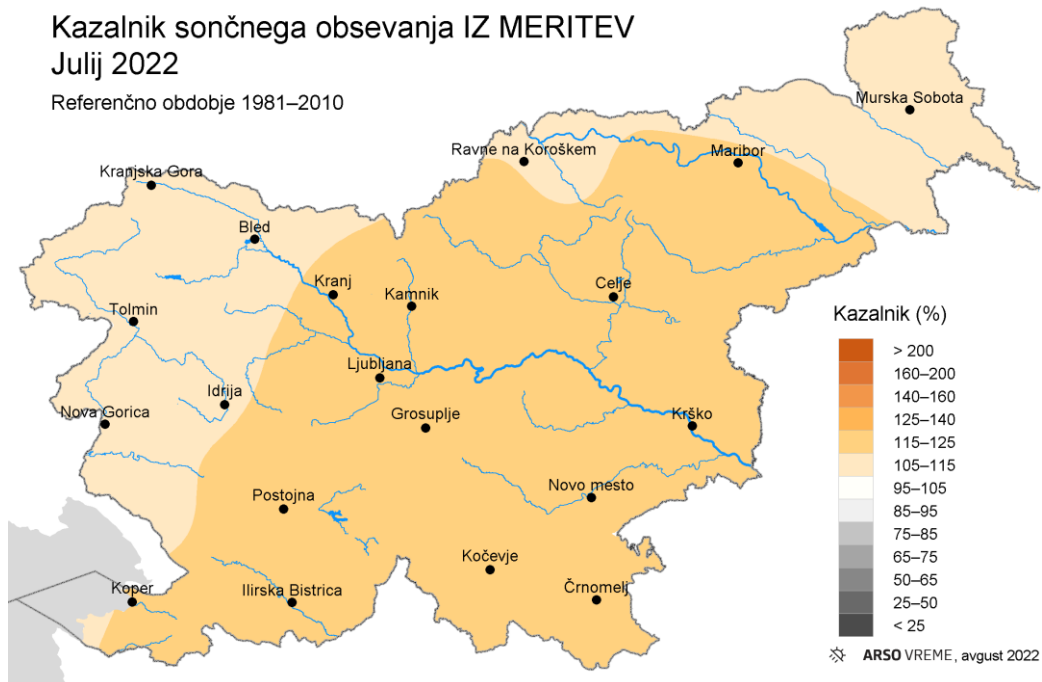 Kazalnik sončnega obsevanja IZ MERITEV
Julij 2022
Referenčno obdobje 1981–2010
Murska Sobota
Ravne na Koroškem
Maribor
Kranjska Gora
Bled
Kranj
Kamnik
Celje
Tolmin
Ljubljana
Idrija
Nova Gorica
Grosuplje
Krško
Postojna
Novo mesto
Kočevje
Koper
Ilirska Bistrica
Črnomelj
Kazalnik (%)
> 200
160–200
140–160
125–140
115–125
105–115
95–105
85–95
75–85
65–75
50–65
25–50
< 25
ARSO VREME, avgust 2022